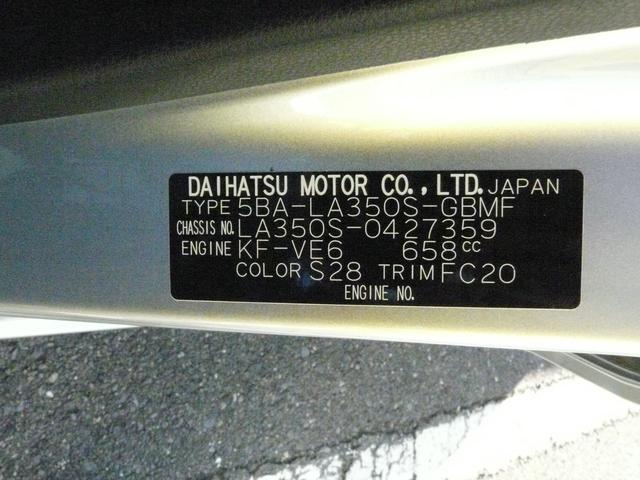 DAIHATSU MOTOR CO., LTD. JAPAN
TYPE 5BA-LA350S-GBMF
CHASSIS NO. LA350S-0427359
ENGINE KF-VE6 658cc
COLOR S28 TRIM FC20
ENGINE NO.